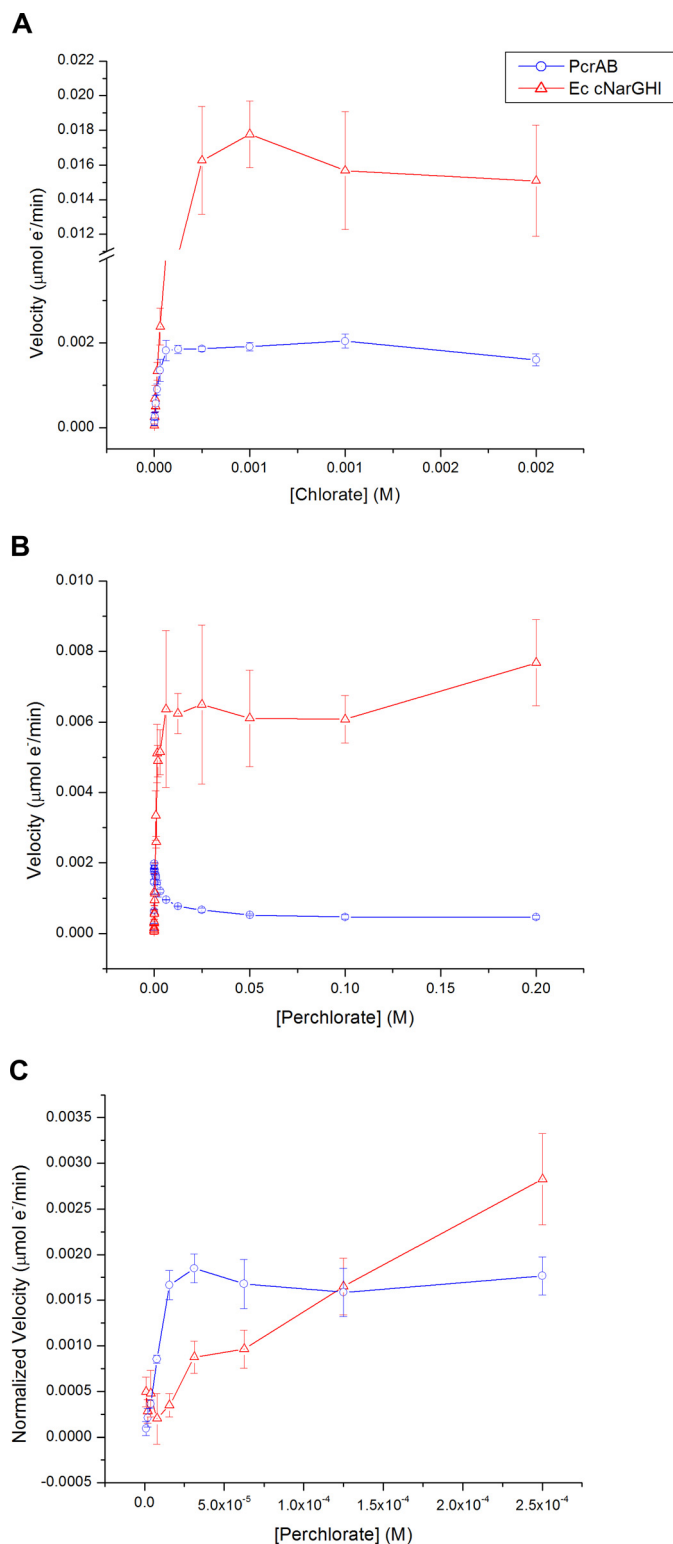 A
PcrAB
Ec cNarGHI
0.022
0.020
0.018
0.016
0.014
0.012
0.002
0.000
Velocity (μmol e⁻/min)
0.000 0.001 0.001 0.002 0.002
[Chlorate] (M)
B
0.010
0.008
0.006
0.004
0.002
0.000
Velocity (μmol e⁻/min)
0.00 0.05 0.10 0.15 0.20
[Perchlorate] (M)
C
0.0035
0.0030
0.0025
0.0020
0.0015
0.0010
0.0005
0.0000
-0.0005
Normalized Velocity (μmol e⁻/min)
0.0 5.0x10⁻⁵ 1.0x10⁻⁴ 1.5x10⁻⁴ 2.0x10⁻⁴ 2.5x10⁻⁴
[Perchlorate] (M)